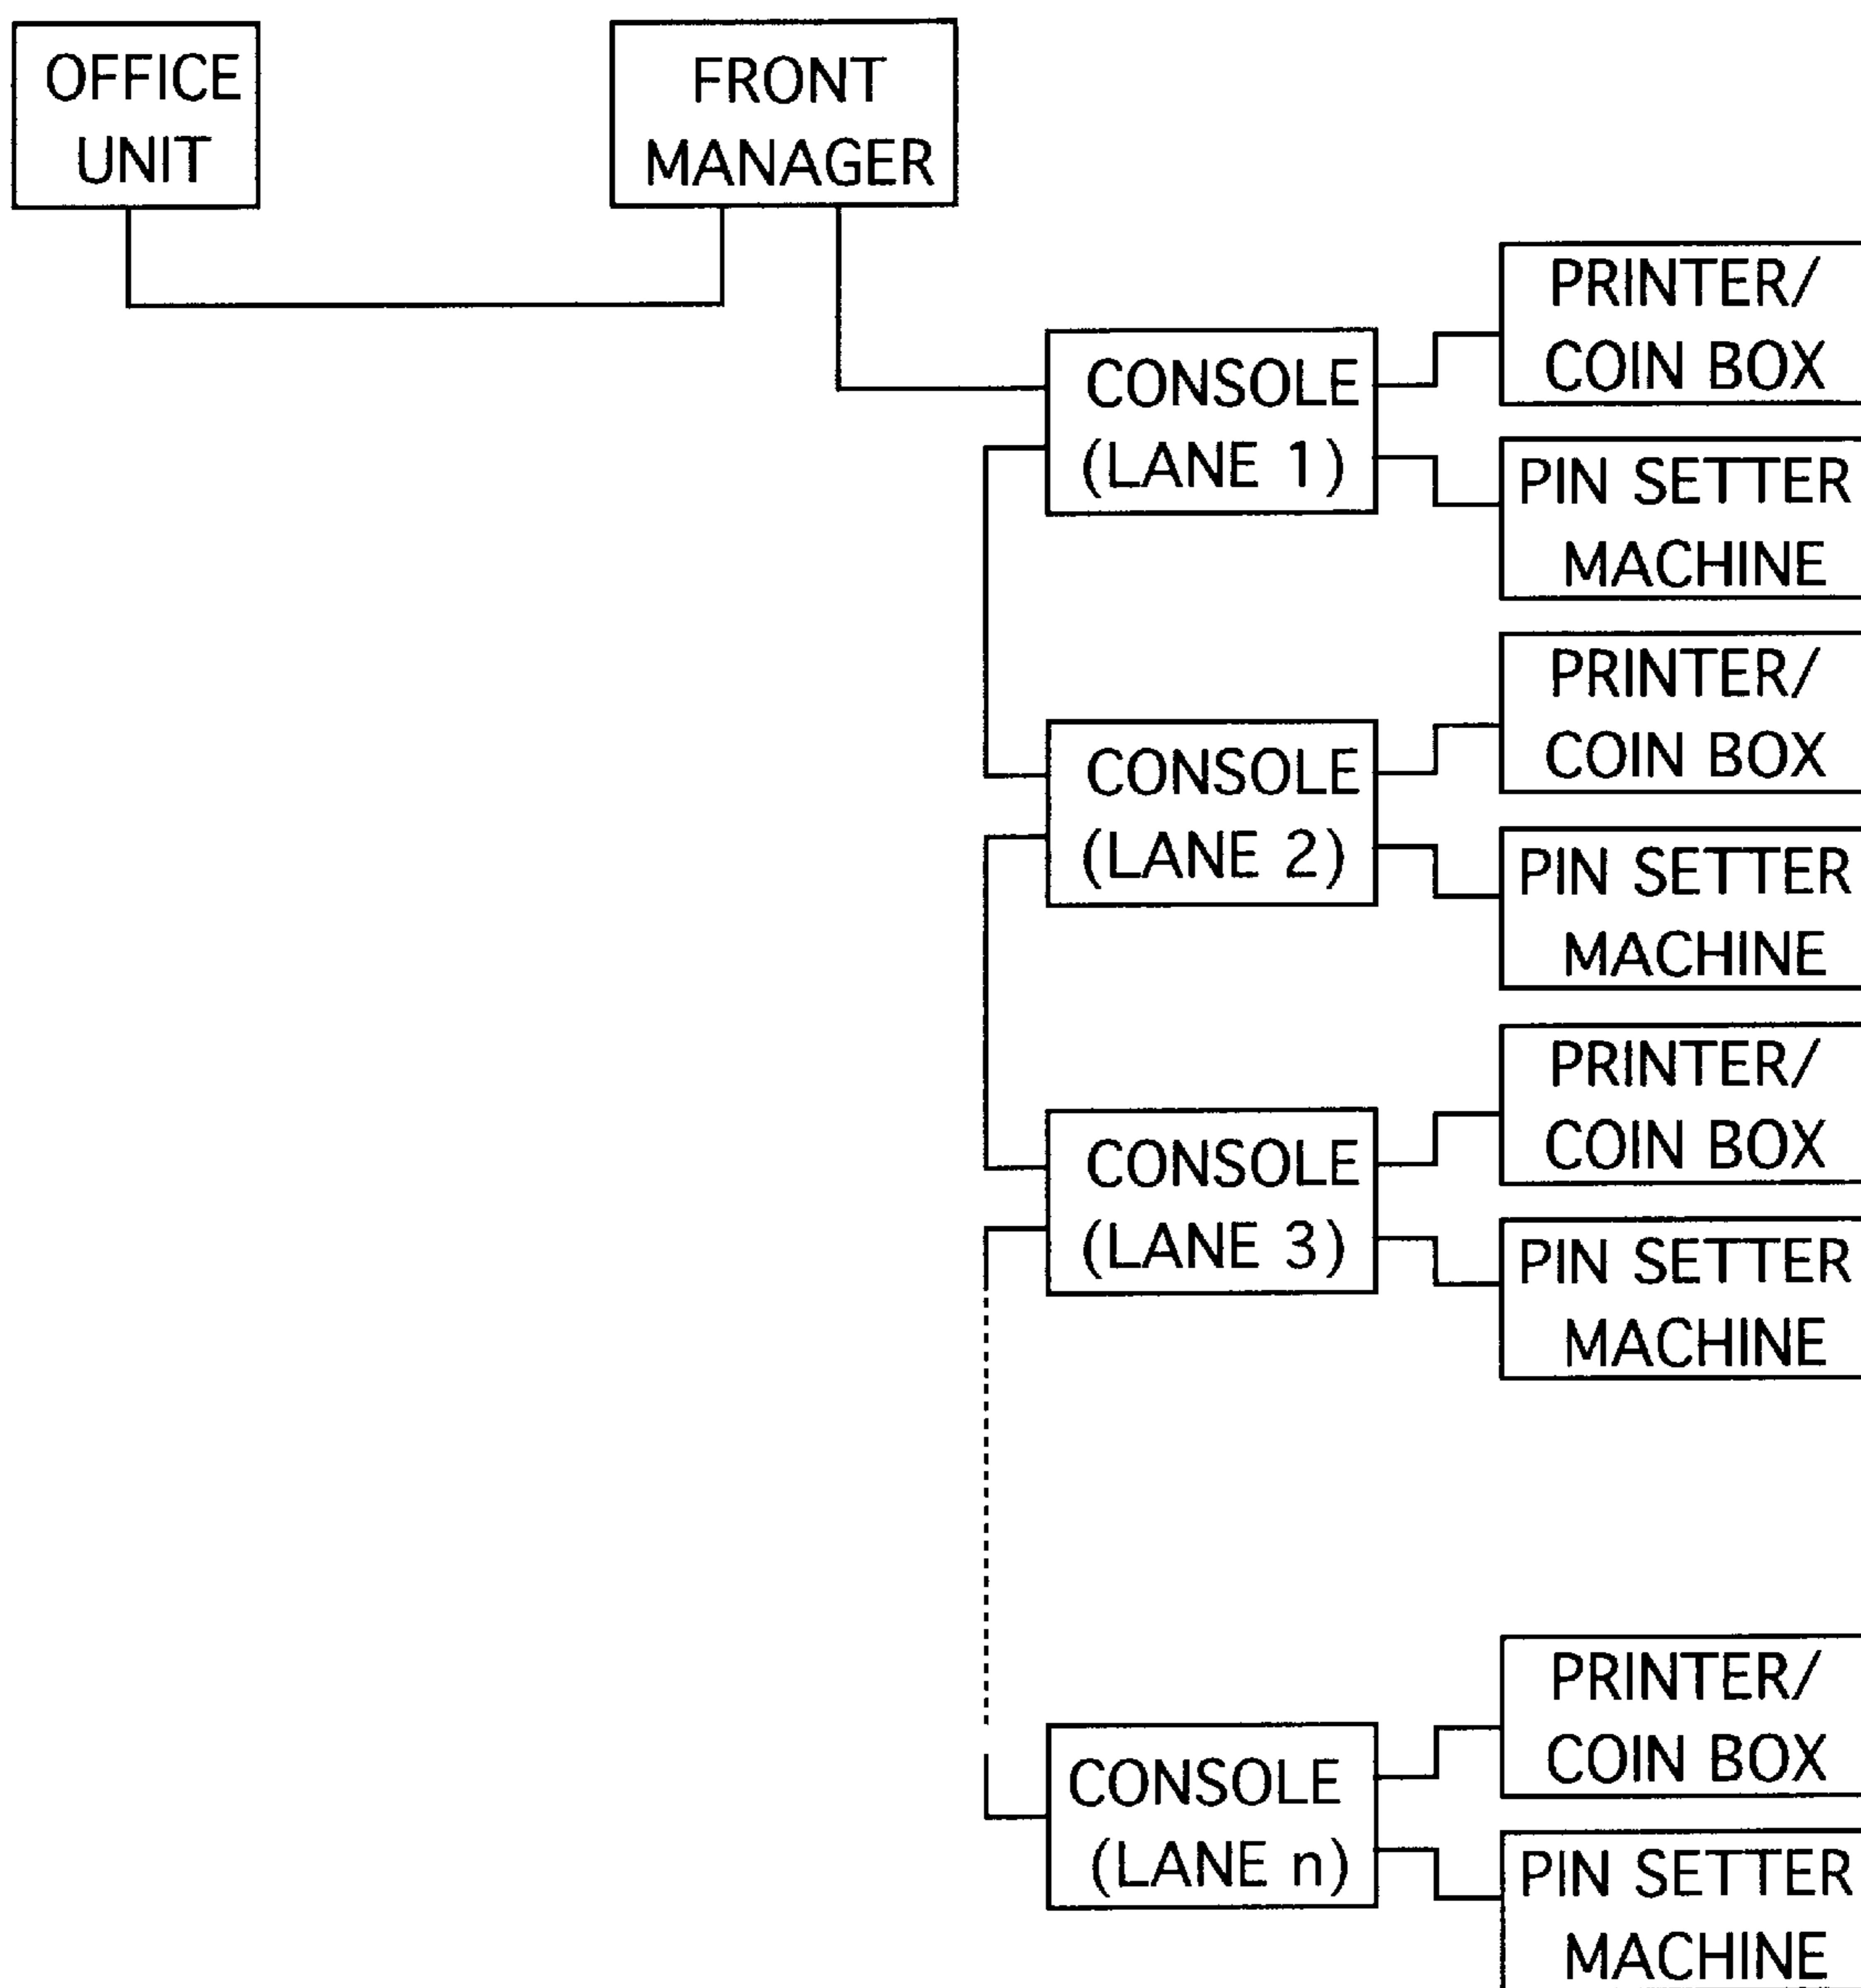 OFFICE
UNIT
FRONT
MANAGER
PRINTER/
COIN BOX
CONSOLE
(LANE 1)
PIN SETTER
MACHINE
PRINTER/
COIN BOX
CONSOLE
(LANE 2)
PIN SETTER
MACHINE
PRINTER/
COIN BOX
CONSOLE
(LANE 3)
PIN SETTER
MACHINE
PRINTER/
COIN BOX
CONSOLE
(LANE n)
PIN SETTER
MACHINE